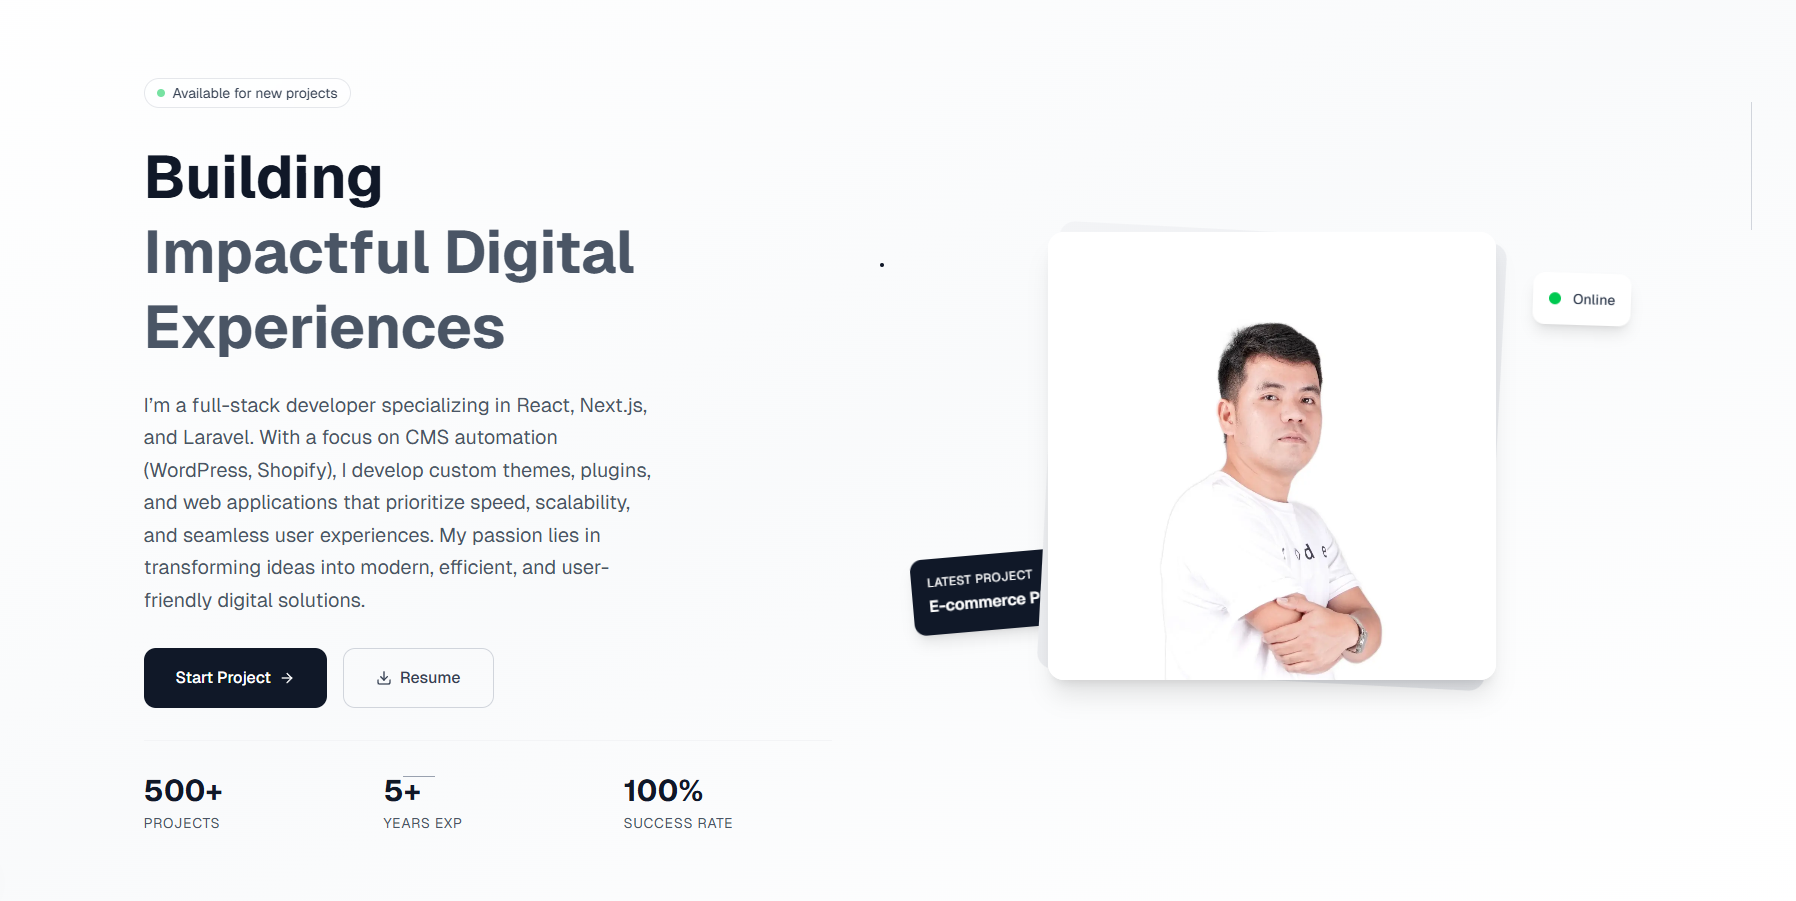 Available for new projects
Building
Impactful Digital
Experiences
I’m a full-stack developer specializing in React, Next.js,
and Laravel. With a focus on CMS automation
(WordPress, Shopify), I develop custom themes, plugins,
and web applications that prioritize speed, scalability,
and seamless user experiences. My passion lies in
transforming ideas into modern, efficient, and user-
friendly digital solutions.
Start Project
Resume
500+
PROJECTS
5+
YEARS EXP
100%
SUCCESS RATE
LATEST PROJECT
E-commerce P
ode
Online